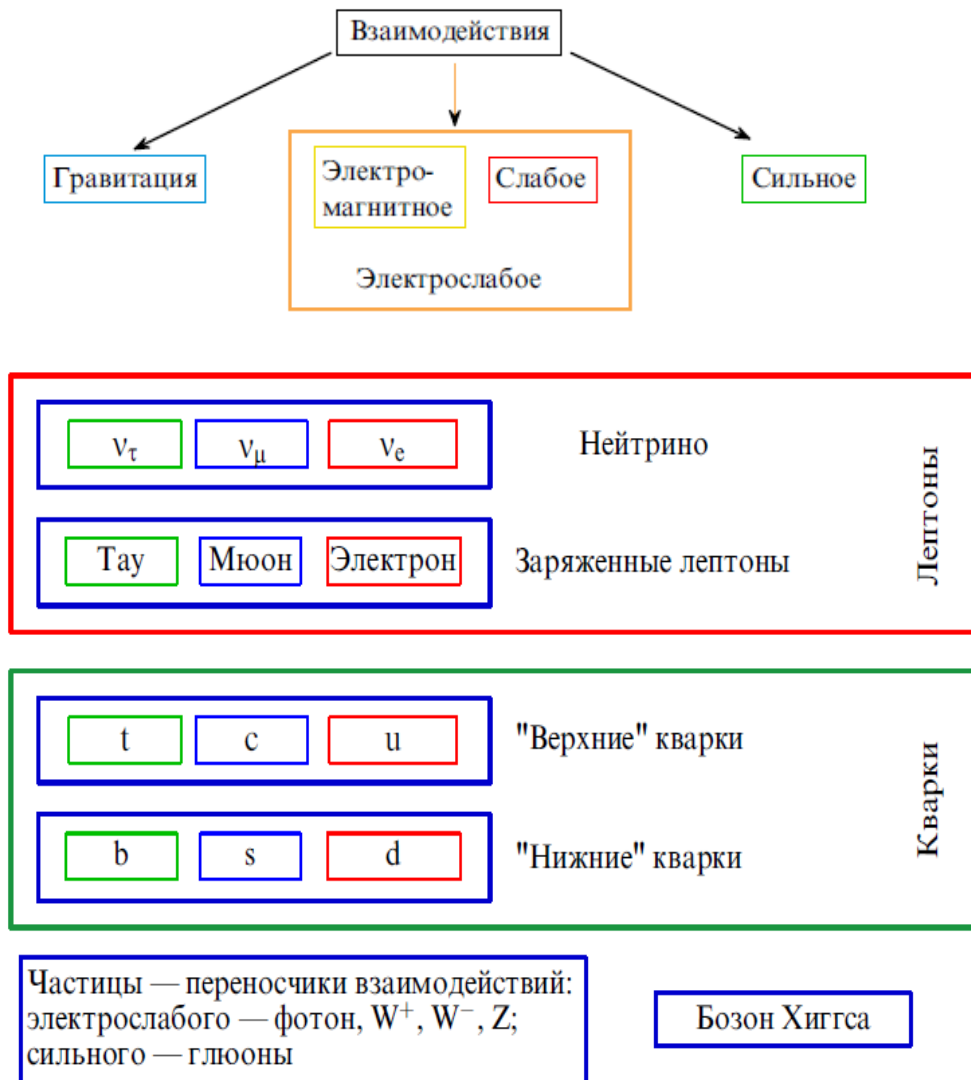 Взаимодействия
Гравитация
Электро-
магнитное
Слабое
Электрослабое
Сильное
ντ νμ νe Нейтрино
Тау Мюон Электрон Заряженные лептоны
Лептоны
t c u "Верхние" кварки
b s d "Нижние" кварки
Кварки
Частицы — переносчики взаимодействий:
электрослабого — фотон, W⁺, W⁻, Z;
сильного — глюоны
Бозон Хиггса